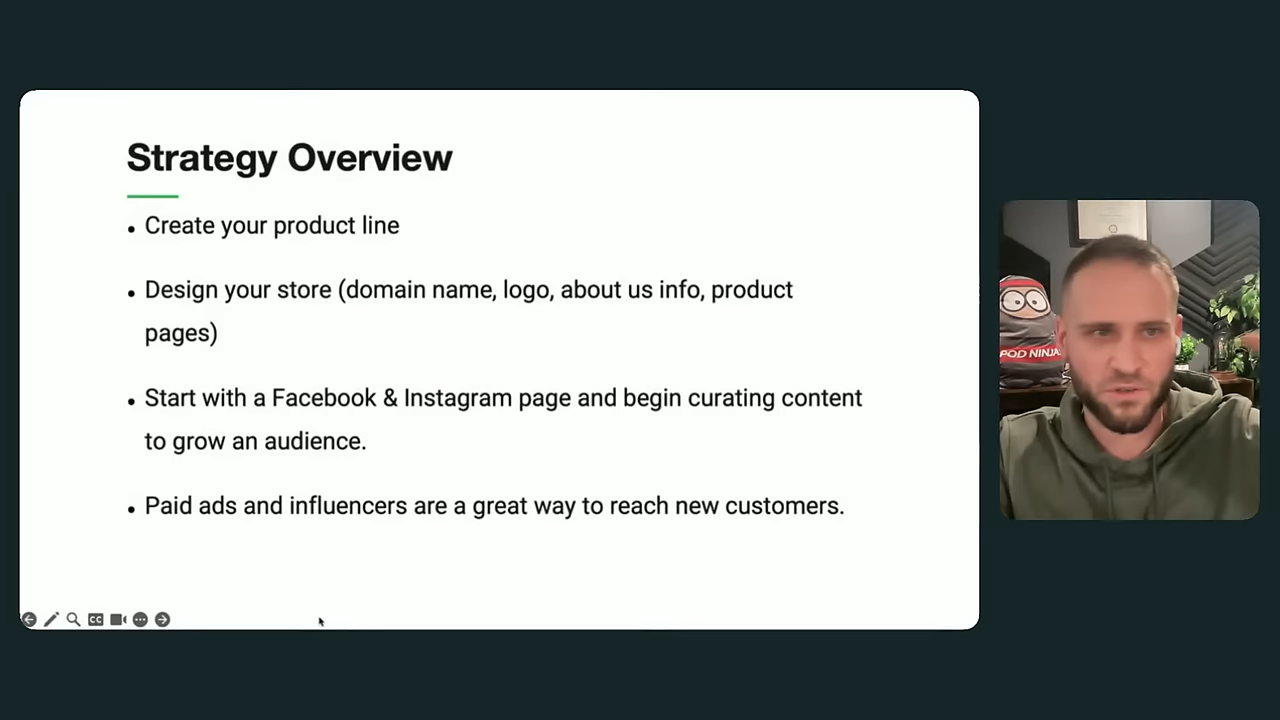 Strategy Overview
• Create your product line
• Design your store (domain name, logo, about us info, product
pages)
• Start with a Facebook & Instagram page and begin curating content
to grow an audience.
• Paid ads and influencers are a great way to reach new customers.
CC
POD NINJA